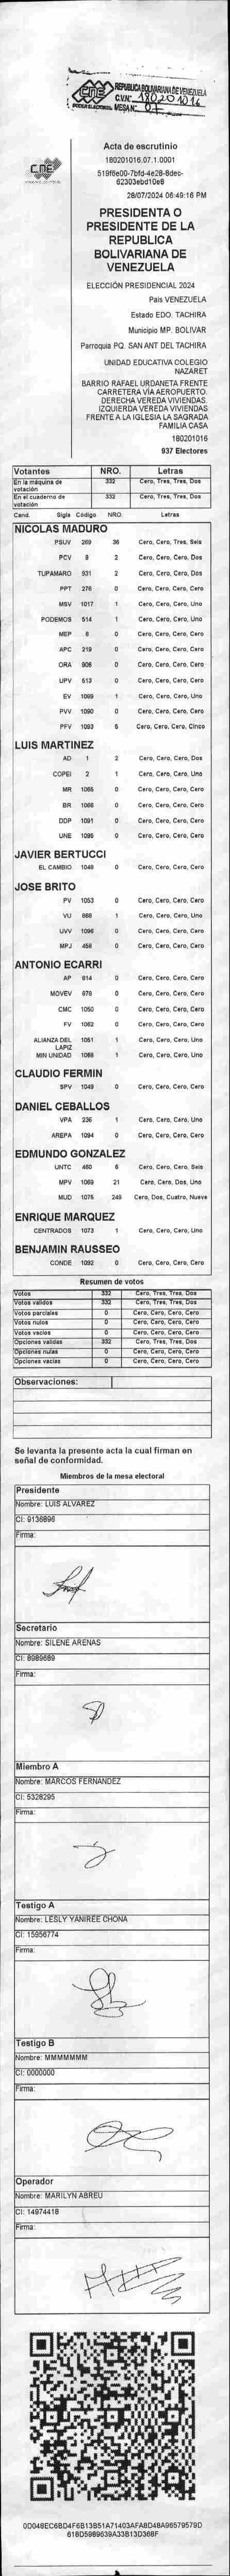 CNE
REPUBLICA BOLIVARIANA DE VENEZUELA
C.V.N°: 180201016
PODER ELECTORAL MESA N°:
CNE
Acta de escrutinio
180201016.07.1.0001
519f6e00-7bfd-4e28-8dec-
62303ebd10e8
28/07/2024 06:49:16 PM
PRESIDENTA O
PRESIDENTE DE LA
REPUBLICA
BOLIVARIANA DE
VENEZUELA
ELECCIÓN PRESIDENCIAL 2024
Pais VENEZUELA
Estado EDO. TACHIRA
Municipio MP. BOLIVAR
Parroquia PQ. SAN ANT DEL TACHIRA
UNIDAD EDUCATIVA COLEGIO
NAZARET
BARRIO RAFAEL URDANETA FRENTE
CARRETERA VÍA AEROPUERTO.
DERECHA VEREDA VIVIENDAS.
IZQUIERDA VEREDA VIVIENDAS
FRENTE A LA IGLESIA LA SAGRADA
FAMILIA CASA
180201016
937 Electores
Votantes NRO. Letras
En la máquina de votación 332 Cero, Tres, Tres, Dos
En el cuaderno de votación 332 Cero, Tres, Tres, Dos
Cand. Sigla Código NRO. Letras
NICOLAS MADURO
PSUV 269 36 Cero, Cero, Tres, Seis
PCV 8 2 Cero, Cero, Cero, Dos
TUPAMARO 931 2 Cero, Cero, Cero, Dos
PPT 276 0 Cero, Cero, Cero, Cero
MSV 1017 1 Cero, Cero, Cero, Uno
PODEMOS 514 1 Cero, Cero, Cero, Uno
MEP 6 0 Cero, Cero, Cero, Cero
APC 219 0 Cero, Cero, Cero, Cero
ORA 906 0 Cero, Cero, Cero, Cero
UPV 513 0 Cero, Cero, Cero, Cero
EV 1089 1 Cero, Cero, Cero, Uno
PVV 1090 0 Cero, Cero, Cero, Cero
PFV 1093 5 Cero, Cero, Cero, Cinco
LUIS MARTINEZ
AD 1 2 Cero, Cero, Cero, Dos
COPEI 2 1 Cero, Cero, Cero, Uno
MR 1065 0 Cero, Cero, Cero, Cero
BR 1066 0 Cero, Cero, Cero, Cero
DDP 1091 0 Cero, Cero, Cero, Cero
UNE 1095 0 Cero, Cero, Cero, Cero
JAVIER BERTUCCI
EL CAMBIO 1048 0 Cero, Cero, Cero, Cero
JOSE BRITO
PV 1053 0 Cero, Cero, Cero, Cero
VU 868 1 Cero, Cero, Cero, Uno
UVV 1096 0 Cero, Cero, Cero, Cero
MPJ 458 0 Cero, Cero, Cero, Cero
ANTONIO ECARRI
AP 914 0 Cero, Cero, Cero, Cero
MOVEV 978 0 Cero, Cero, Cero, Cero
CMC 1050 0 Cero, Cero, Cero, Cero
FV 1062 0 Cero, Cero, Cero, Cero
ALIANZA DEL LAPIZ 1061 1 Cero, Cero, Cero, Uno
MIN UNIDAD 1068 1 Cero, Cero, Cero, Uno
CLAUDIO FERMIN
SPV 1049 0 Cero, Cero, Cero, Cero
DANIEL CEBALLOS
VPA 236 1 Cero, Cero, Cero, Uno
AREPA 1094 0 Cero, Cero, Cero, Cero
EDMUNDO GONZALEZ
UNTC 460 6 Cero, Cero, Cero, Seis
MPV 1069 21 Cero, Cero, Dos, Uno
MUD 1075 249 Cero, Dos, Cuatro, Nueve
ENRIQUE MARQUEZ
CENTRADOS 1073 1 Cero, Cero, Cero, Uno
BENJAMIN RAUSSEO
CONDE 1092 0 Cero, Cero, Cero, Cero
Resumen de votos
Votos 332 Cero, Tres, Tres, Dos
Votos validos 332 Cero, Tres, Tres, Dos
Votos parciales 0 Cero, Cero, Cero, Cero
Votos nulos 0 Cero, Cero, Cero, Cero
Votos vacios 0 Cero, Cero, Cero, Cero
Opciones validas 332 Cero, Tres, Tres, Dos
Opciones nulas 0 Cero, Cero, Cero, Cero
Opciones vacias 0 Cero, Cero, Cero, Cero
Observaciones:
Se levanta la presente acta la cual firman en
señal de conformidad.
Miembros de la mesa electoral
Presidente
Nombre: LUIS ALVAREZ
CI: 9136898
Firma:
Secretario
Nombre: SILENE ARENAS
CI: 8989689
Firma:
Miembro A
Nombre: MARCOS FERNANDEZ
CI: 5328295
Firma:
Testigo A
Nombre: LESLY YANIREE CHONA
CI: 15956774
Firma:
Testigo B
Nombre: MMMMMMM
CI: 0000000
Firma:
Operador
Nombre: MARILYN ABREU
CI: 14974418
Firma:
0D048EC6BD4F6B13B51A71403AFA8D48A98579579D
618D5989639A33B13D368F